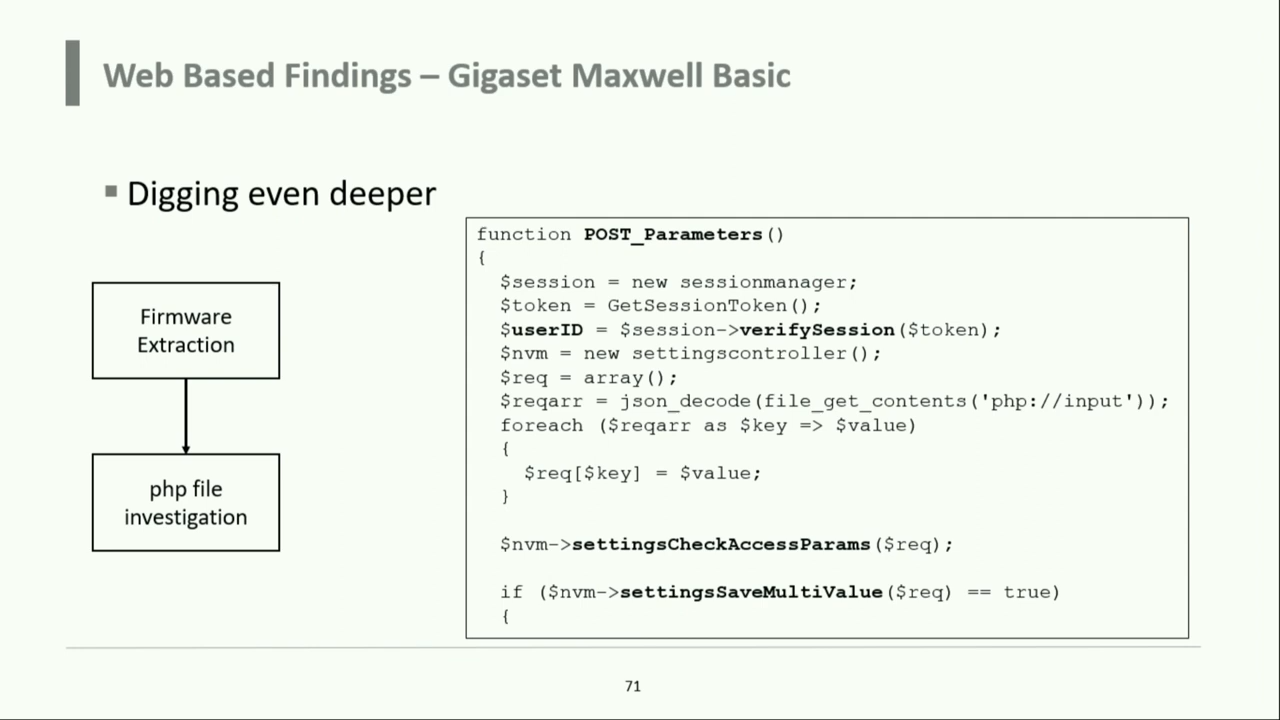 Web Based Findings – Gigaset Maxwell Basic
Digging even deeper
Firmware
Extraction
php file
investigation
function POST_Parameters()
{
$session = new sessionmanager;
$token = GetSessionToken();
$userID = $session->verifySession($token);
$nvm = new settingscontroller();
$req = array();
$reqarr = json_decode(file_get_contents('php://input'));
foreach ($reqarr as $key => $value)
{
$req[$key] = $value;
}
$nvm->settingsCheckAccessParams($req);
if ($nvm->settingsSaveMultiValue($req) == true)
{
71